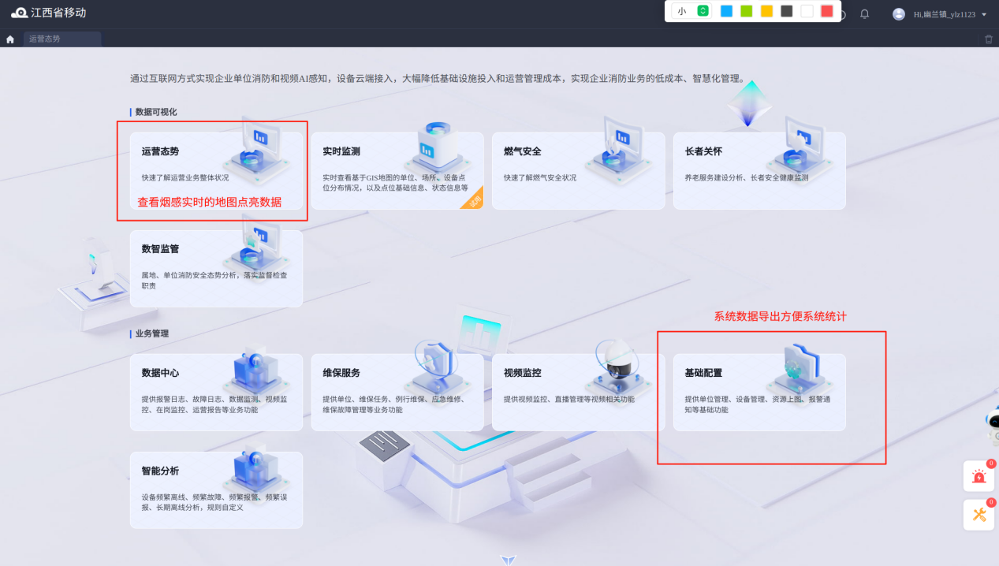 江西省移动
小
Hi,幽兰镇_ylz1123
运营态势
通过互联网方式实现企业单位消防和视频AI感知，设备云端接入，大幅降低基础设施投入和运营管理成本，实现企业消防业务的低成本、智慧化管理。
数据可视化
运营态势
快速了解运营业务整体状况
查看烟感实时的地图点亮数据
实时监测
实时查看基于GIS地图的单位、场所、设备点
位分布情况，以及点位基础信息、状态信息等
试用
燃气安全
快速了解燃气安全状况
长者关怀
养老服务建设分析、长者安全健康监测
数智监管
属地、单位消防安全态势分析，落实监督检查
职责
系统数据导出方便系统统计
业务管理
数据中心
提供报警日志、故障日志、数据监测、视频监
控、在岗监控、运营报告等业务功能
维保服务
提供单位、维保任务、例行维保、应急维修、
维保故障管理等业务功能
视频监控
提供视频监控、直播管理等视频相关功能
基础配置
提供单位管理、设备管理、资源上图、报警通
知等基础功能
智能分析
设备频繁离线、频繁故障、频繁报警、频繁误
报、长期离线分析，规则自定义
0
0